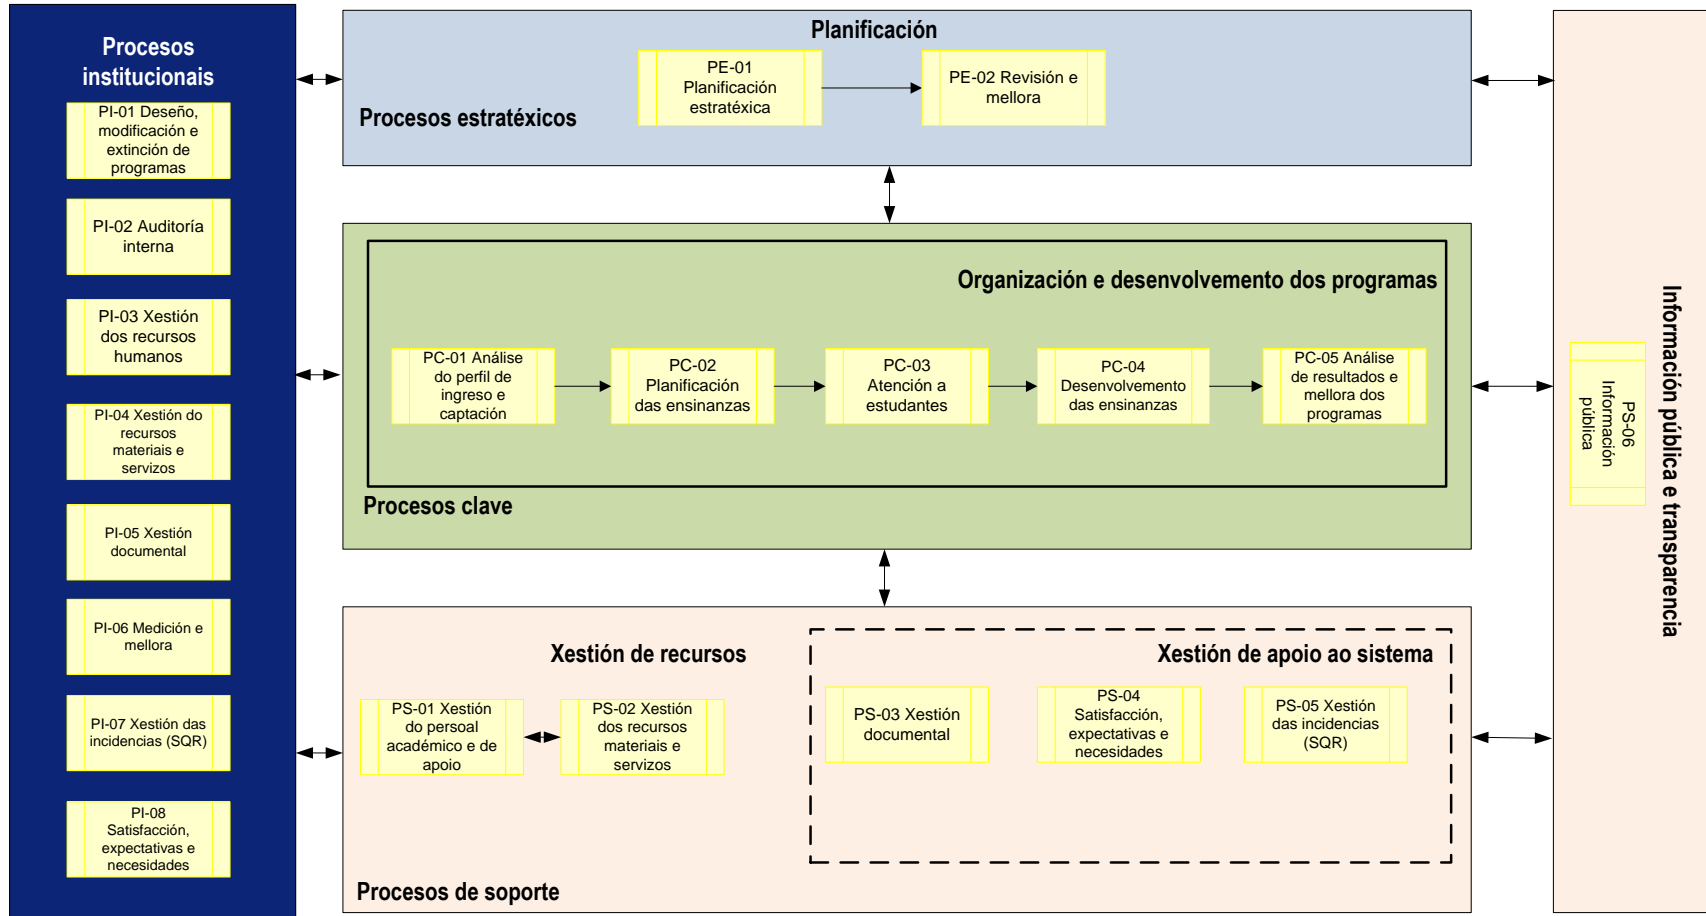 Procesos
institucionais
PI-01 Deseño,
modificación e
extinción de
programas
PI-02 Auditoría
interna
PI-03 Xestión
dos recursos
humanos
PI-04 Xestión do
recursos
materiais e
servizos
PI-05 Xestión
documental
PI-06 Medición e
mellora
PI-07 Xestión das
incidencias (SQR)
PI-08
Satisfacción,
expectativas e
necesidades
Planificación
PE-01
Planificación
estratéxica
PE-02 Revisión e
mellora
Procesos estratéxicos
Organización e desenvolvemento dos programas
PC-01 Análise
do perfil de
ingreso e
captación
PC-02
Planificación
das ensinanzas
PC-03
Atención a
estudantes
PC-04
Desenvolvemento
das ensinanzas
PC-05 Análise
de resultados e
mellora dos
programas
Procesos clave
Xestión de recursos
PS-01 Xestión
do persoal
académico e de
apoio
PS-02 Xestión
dos recursos
materiais e
servizos
Xestión de apoio ao sistema
PS-03 Xestión
documental
PS-04
Satisfacción,
expectativas e
necesidades
PS-05 Xestión
das incidencias
(SQR)
Procesos de soporte
Información pública e transparencia
PS-06
Información
pública